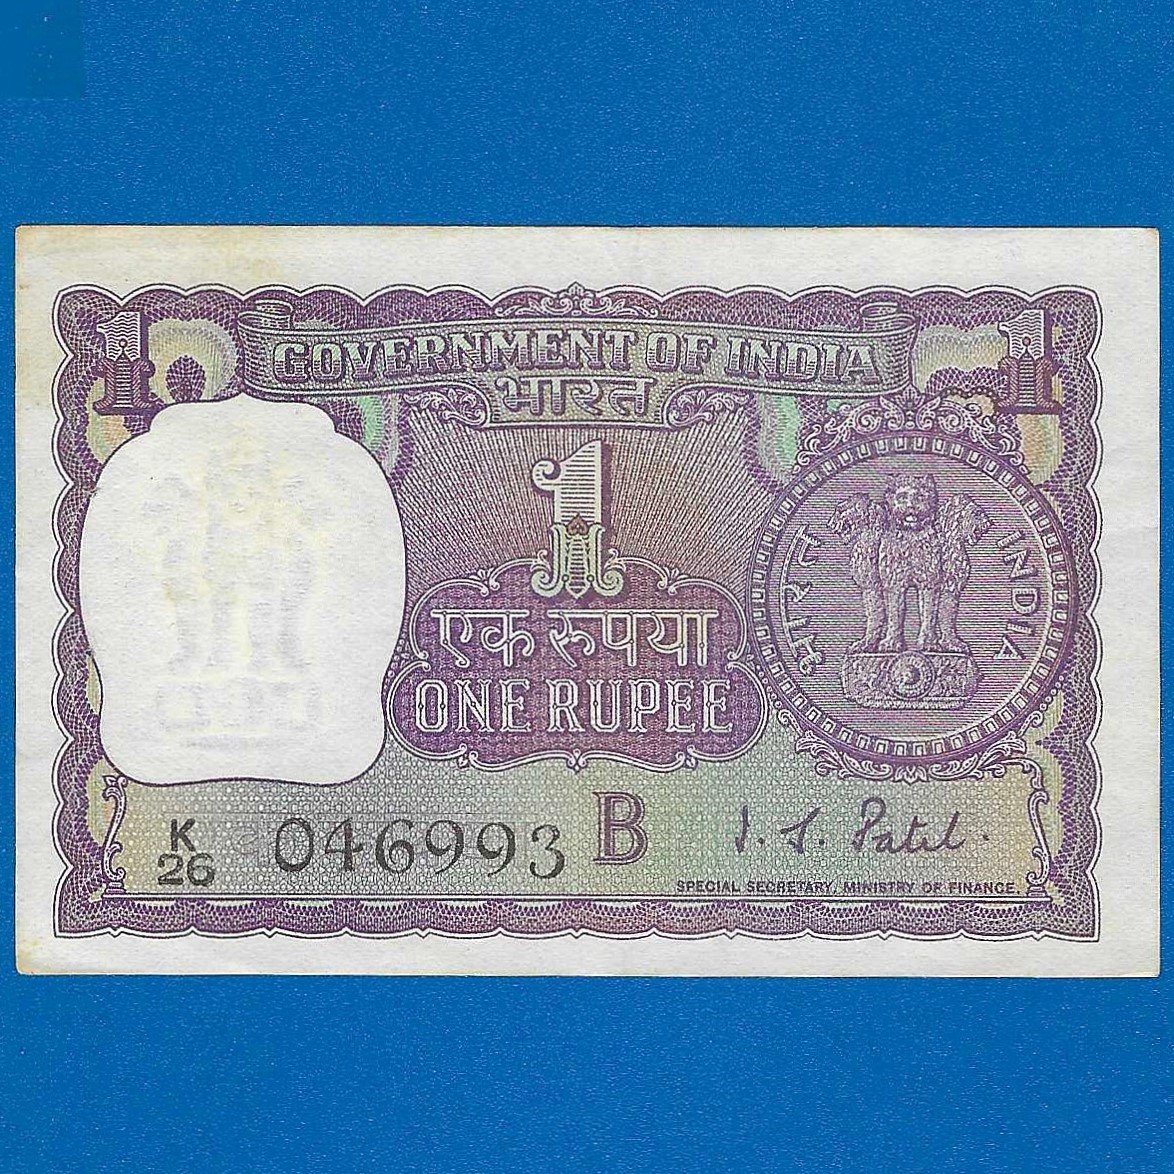 1 GOVERNMENT OF INDIA 1
भारत
1
भारत INDIA
एक रुपया
ONE RUPEE
K
26 046993 B I. G. Patel.
SPECIAL SECRETARY, MINISTRY OF FINANCE.